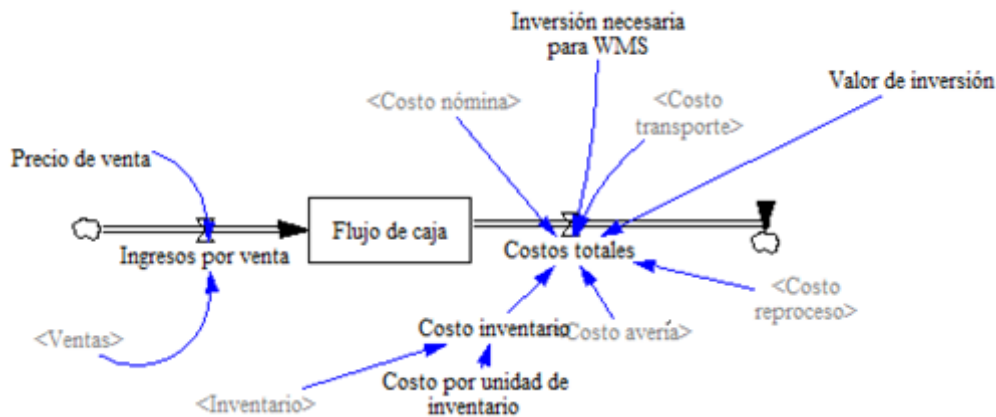 Inversión necesaria
para WMS
Valor de inversión
<Costo nómina>
<Costo
transporte>
Precio de venta
Flujo de caja
Ingresos por venta
Costos totales
<Costo
reproceso>
<Ventas>
Costo inventario
<Costo avería>
<Inventario>
Costo por unidad de
inventario